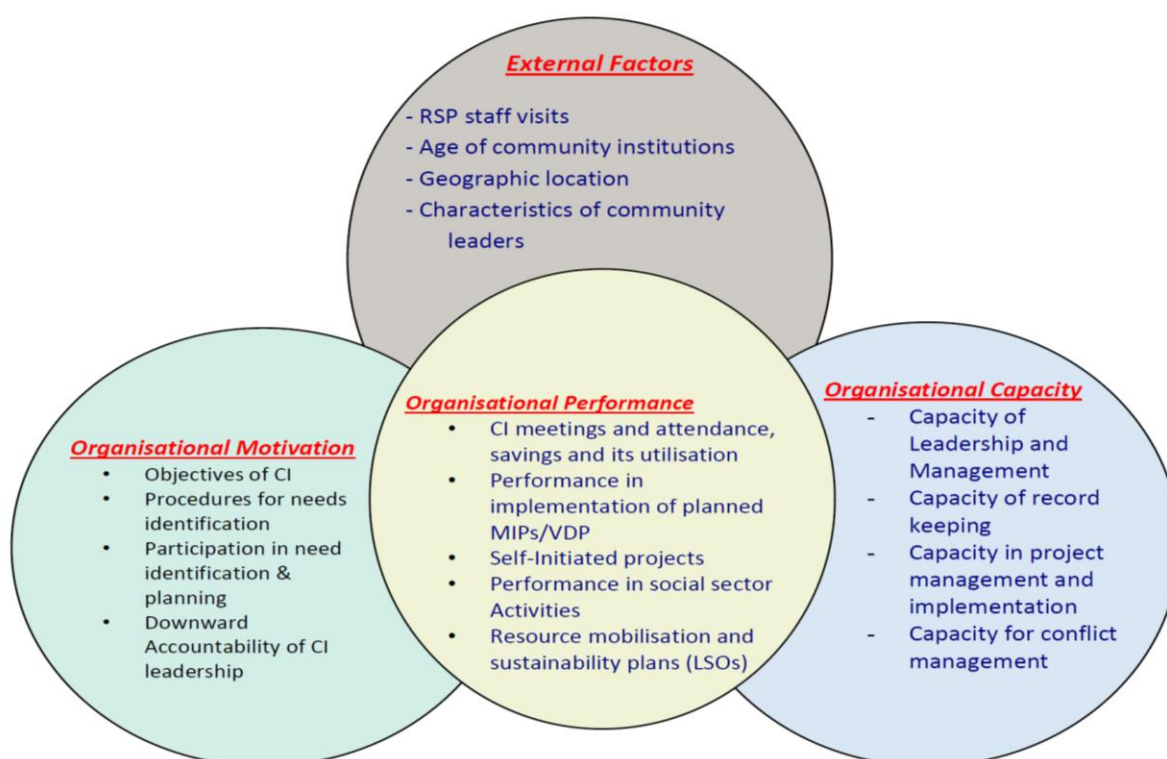 External Factors
- RSP staff visits
- Age of community institutions
- Geographic location
- Characteristics of community
leaders
Organisational Motivation
• Objectives of CI
• Procedures for needs
identification
• Participation in need
identification &
planning
• Downward
Accountability of CI
leadership
Organisational Performance
• CI meetings and attendance,
savings and its utilisation
• Performance in
implementation of planned
MIPs/VDP
• Self-Initiated projects
• Performance in social sector
Activities
• Resource mobilisation and
sustainability plans (LSOs)
Organisational Capacity
- Capacity of
Leadership and
Management
- Capacity of record
keeping
- Capacity in project
management and
implementation
- Capacity for conflict
management